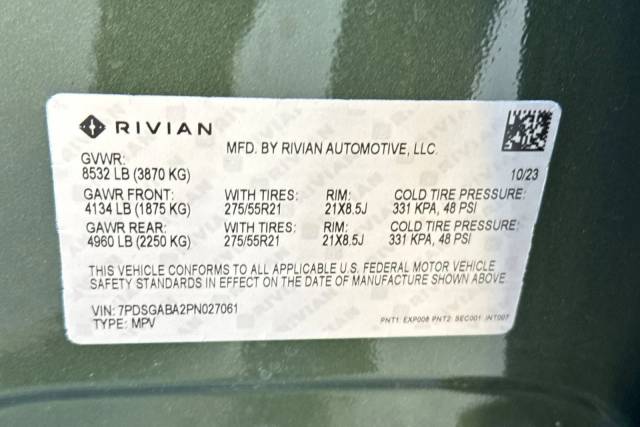 RIVIAN
MFD. BY RIVIAN AUTOMOTIVE, LLC.
GVWR:
8532 LB (3870 KG)
10/23
GAWR FRONT: WITH TIRES: RIM: COLD TIRE PRESSURE:
4134 LB (1875 KG) 275/55R21 21X8.5J 331 KPA, 48 PSI
GAWR REAR: WITH TIRES: RIM: COLD TIRE PRESSURE:
4960 LB (2250 KG) 275/55R21 21X8.5J 331 KPA, 48 PSI
THIS VEHICLE CONFORMS TO ALL APPLICABLE U.S. FEDERAL MOTOR VEHICLE
SAFETY STANDARDS IN EFFECT ON THE DATE OF MANUFACTURE SHOWN ABOVE.
VIN: 7PDSGABA2PN027061
TYPE: MPV
PNT1: EXP008 PNT2: SEC001 INT007